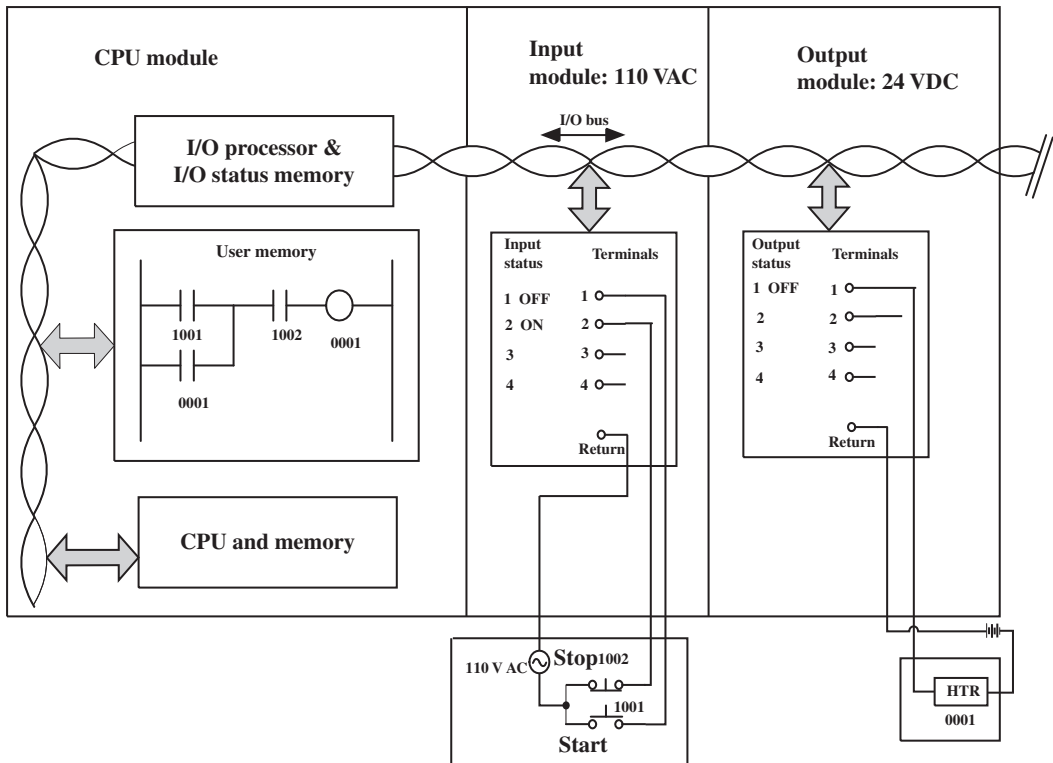 CPU module
Input
module: 110 VAC
Output
module: 24 VDC
I/O bus
I/O processor &
I/O status memory
User memory
1001
1002
0001
0001
CPU and memory
Input
status
Terminals
1 OFF
1
2 ON
2
3
3
4
4
Return
Output
status
Terminals
1 OFF
1
2
2
3
3
4
4
Return
110 V AC
Stop 1002
1001
Start
HTR
0001